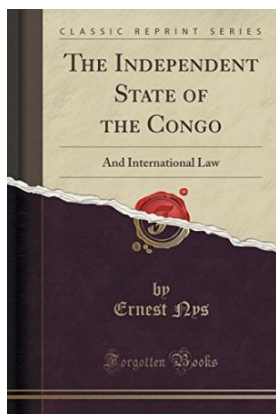 CLASSIC REPRINT SERIES
THE INDEPENDENT
STATE OF
THE CONGO
And International Law
by
Ernest Nys
Forgotten Books